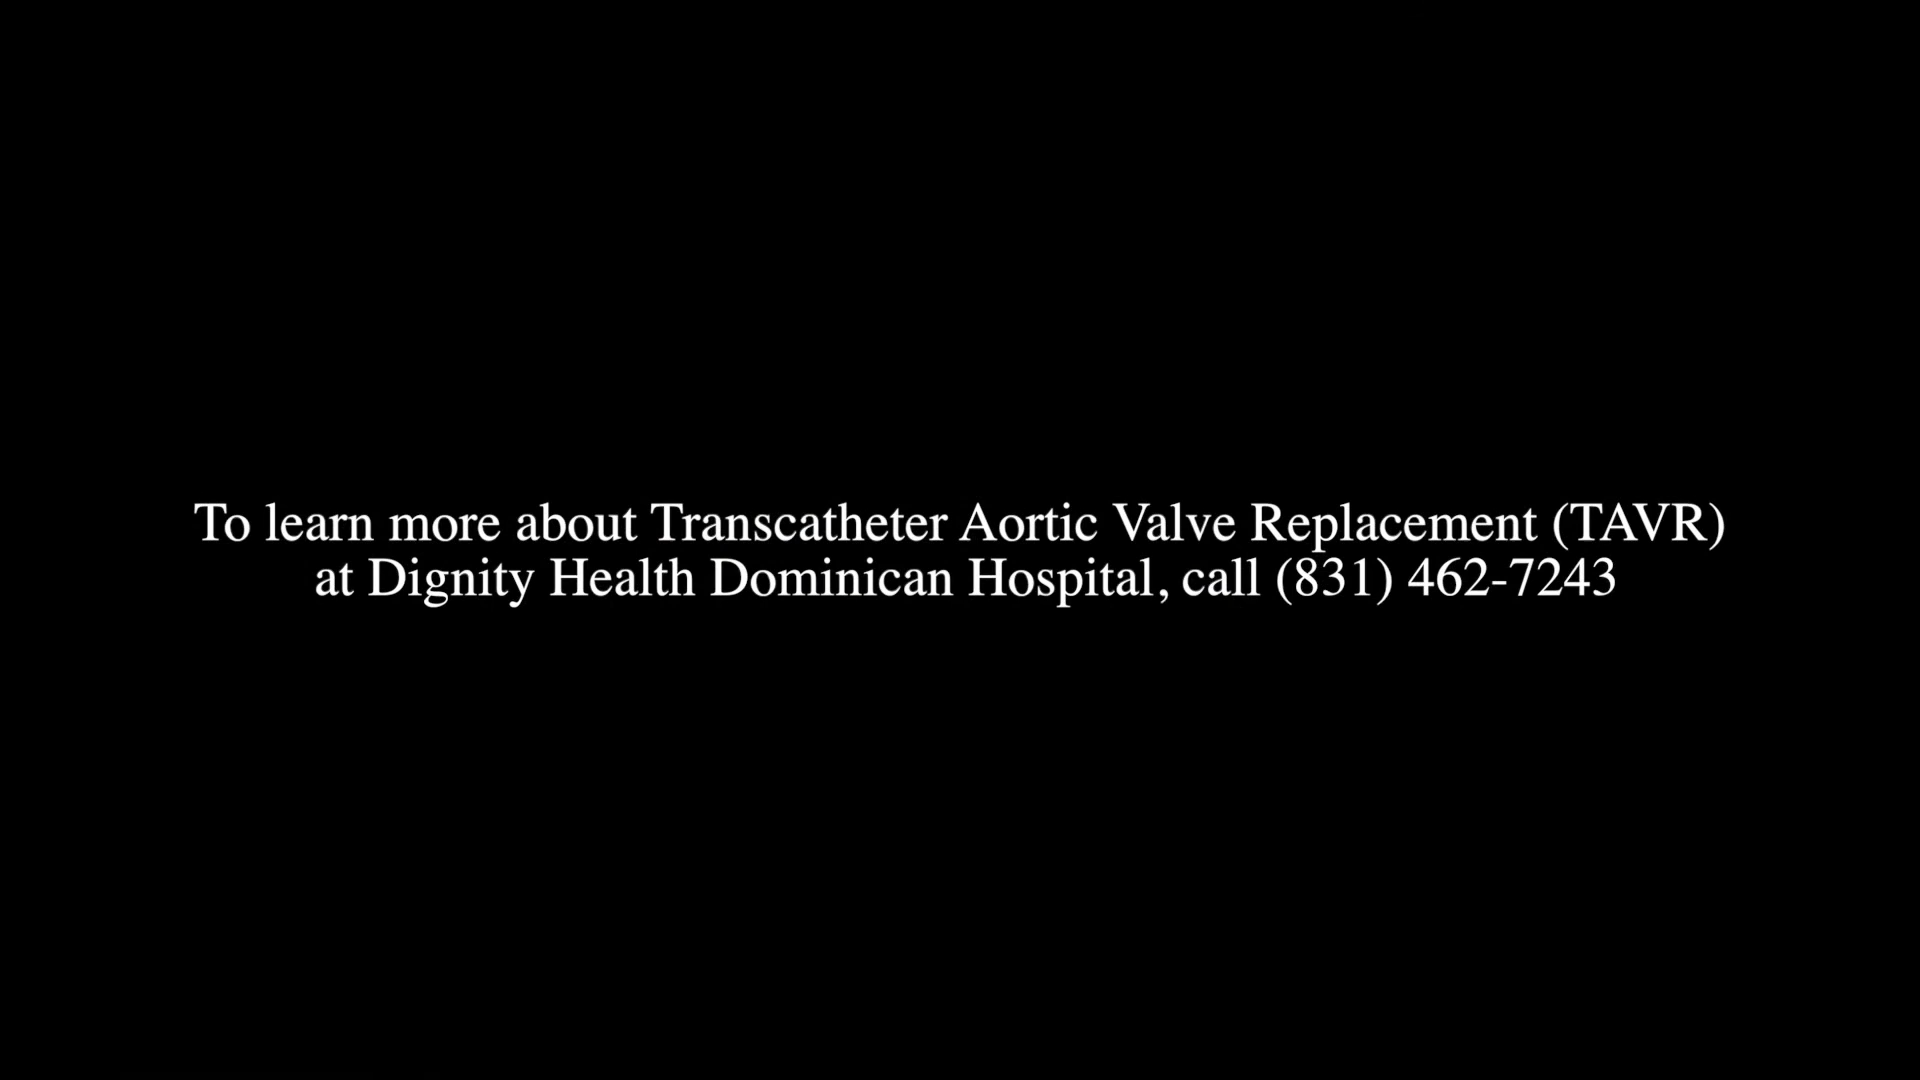 To learn more about Transcatheter Aortic Valve Replacement (TAVR)
at Dignity Health Dominican Hospital, call (831) 462-7243